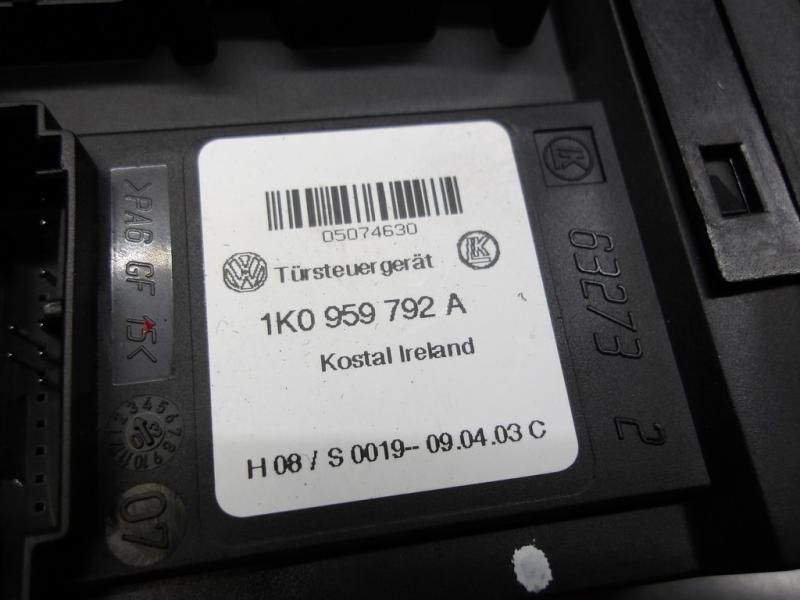 05074630
Türsteuergerät
1K0 959 792 A
Kostal Ireland
H 08 / S 0019-- 09.04.03 C
>PA6 GF 15<
K
K
63273 2
07